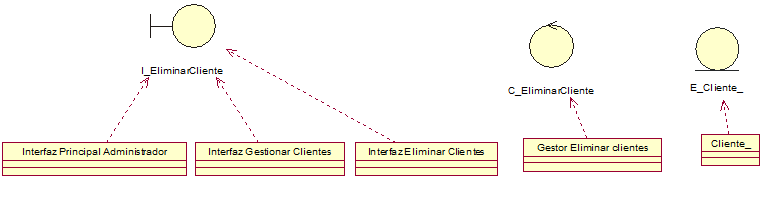 I_EliminarCliente
C_EliminarCliente
E_Cliente_
Interfaz Principal Administrador
Interfaz Gestionar Clientes
Interfaz Eliminar Clientes
Gestor Eliminar clientes
Cliente_